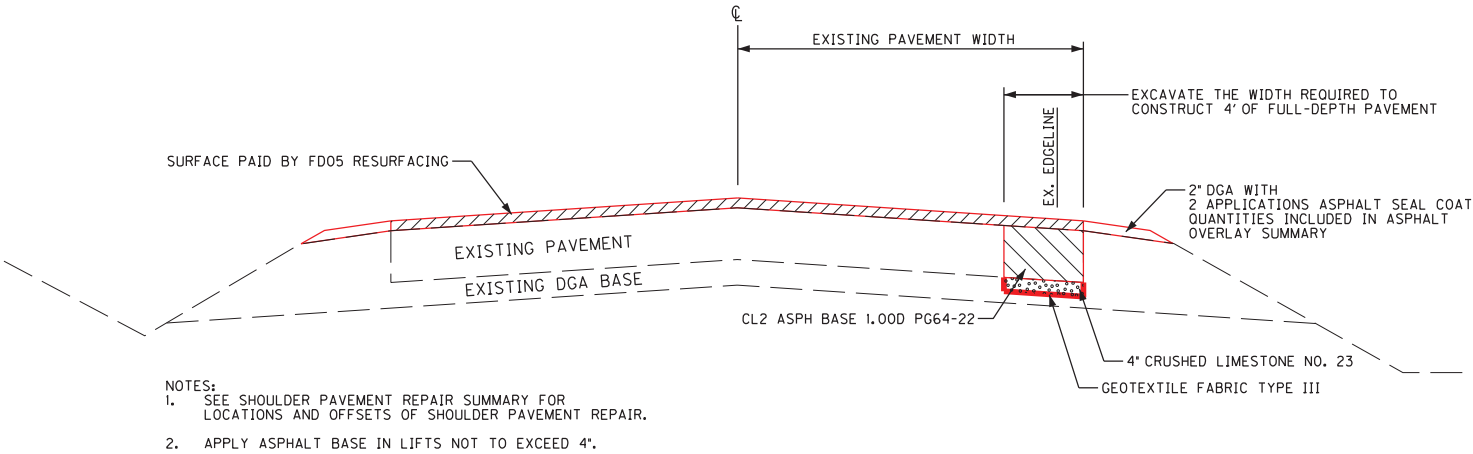 ℄
EXISTING PAVEMENT WIDTH
EXCAVATE THE WIDTH REQUIRED TO
CONSTRUCT 4' OF FULL-DEPTH PAVEMENT
EX. EDGELINE
SURFACE PAID BY FD05 RESURFACING
2" DGA WITH
2 APPLICATIONS ASPHALT SEAL COAT
QUANTITIES INCLUDED IN ASPHALT
OVERLAY SUMMARY
EXISTING PAVEMENT
EXISTING DGA BASE
CL2 ASPH BASE 1.00D PG64-22
4" CRUSHED LIMESTONE NO. 23
GEOTEXTILE FABRIC TYPE III
NOTES:
1. SEE SHOULDER PAVEMENT REPAIR SUMMARY FOR
LOCATIONS AND OFFSETS OF SHOULDER PAVEMENT REPAIR.
2. APPLY ASPHALT BASE IN LIFTS NOT TO EXCEED 4".